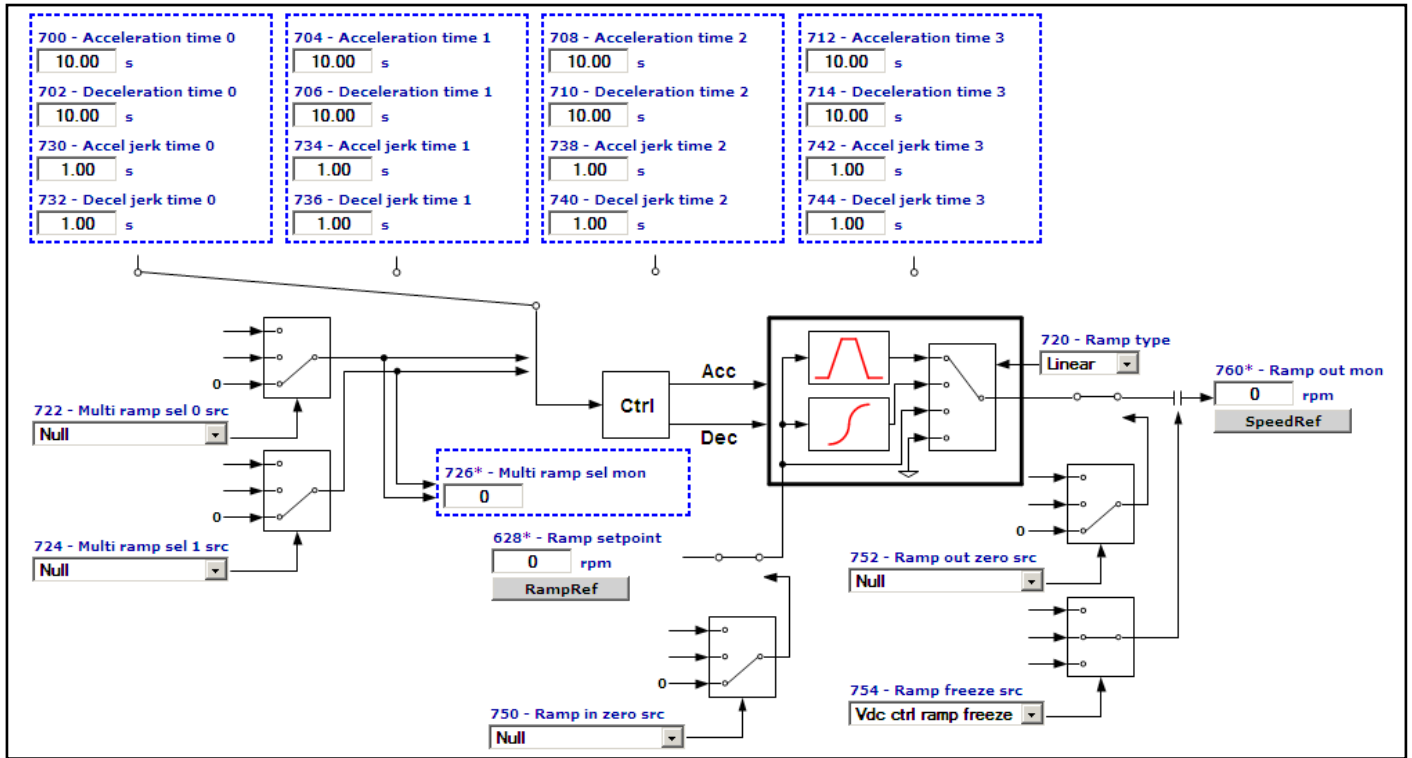 700 - Acceleration time 0
10.00 s
702 - Deceleration time 0
10.00 s
730 - Accel jerk time 0
1.00 s
732 - Decel jerk time 0
1.00 s
704 - Acceleration time 1
10.00 s
706 - Deceleration time 1
10.00 s
734 - Accel jerk time 1
1.00 s
736 - Decel jerk time 1
1.00 s
708 - Acceleration time 2
10.00 s
710 - Deceleration time 2
10.00 s
738 - Accel jerk time 2
1.00 s
740 - Decel jerk time 2
1.00 s
712 - Acceleration time 3
10.00 s
714 - Deceleration time 3
10.00 s
742 - Accel jerk time 3
1.00 s
744 - Decel jerk time 3
1.00 s
0
722 - Multi ramp sel 0 src
Null
0
724 - Multi ramp sel 1 src
Null
726* - Multi ramp sel mon
0
Ctrl
Acc
Dec
720 - Ramp type
Linear
760* - Ramp out mon
0 rpm
SpeedRef
628* - Ramp setpoint
0 rpm
RampRef
0
750 - Ramp in zero src
Null
0
752 - Ramp out zero src
Null
754 - Ramp freeze src
Vdc ctrl ramp freeze